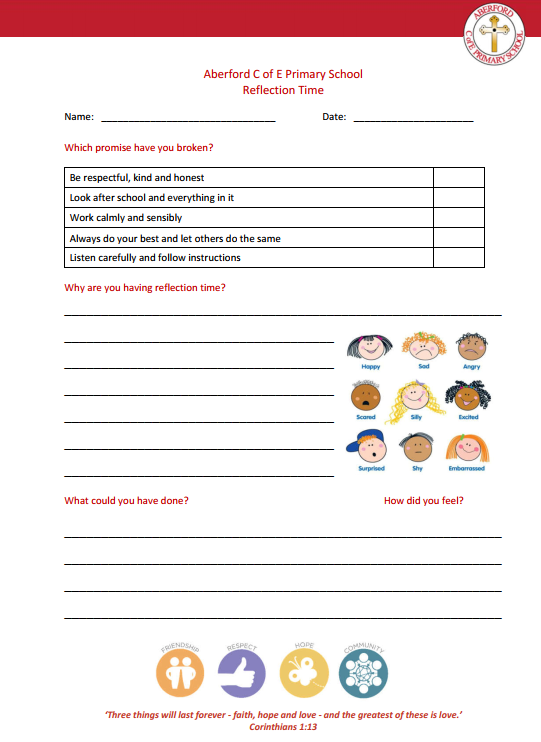 ABERFORD
C of E PRIMARY SCHOOL
Aberford C of E Primary School
Reflection Time
Name: ________________________________ Date: ______________________
Which promise have you broken?
Be respectful, kind and honest
Look after school and everything in it
Work calmly and sensibly
Always do your best and let others do the same
Listen carefully and follow instructions
Why are you having reflection time?
Happy Sad Angry
Scared Silly Excited
Surprised Shy Embarrassed
What could you have done? How did you feel?
FRIENDSHIP RESPECT HOPE COMMUNITY
‘Three things will last forever - faith, hope and love - and the greatest of these is love.’
Corinthians 1:13